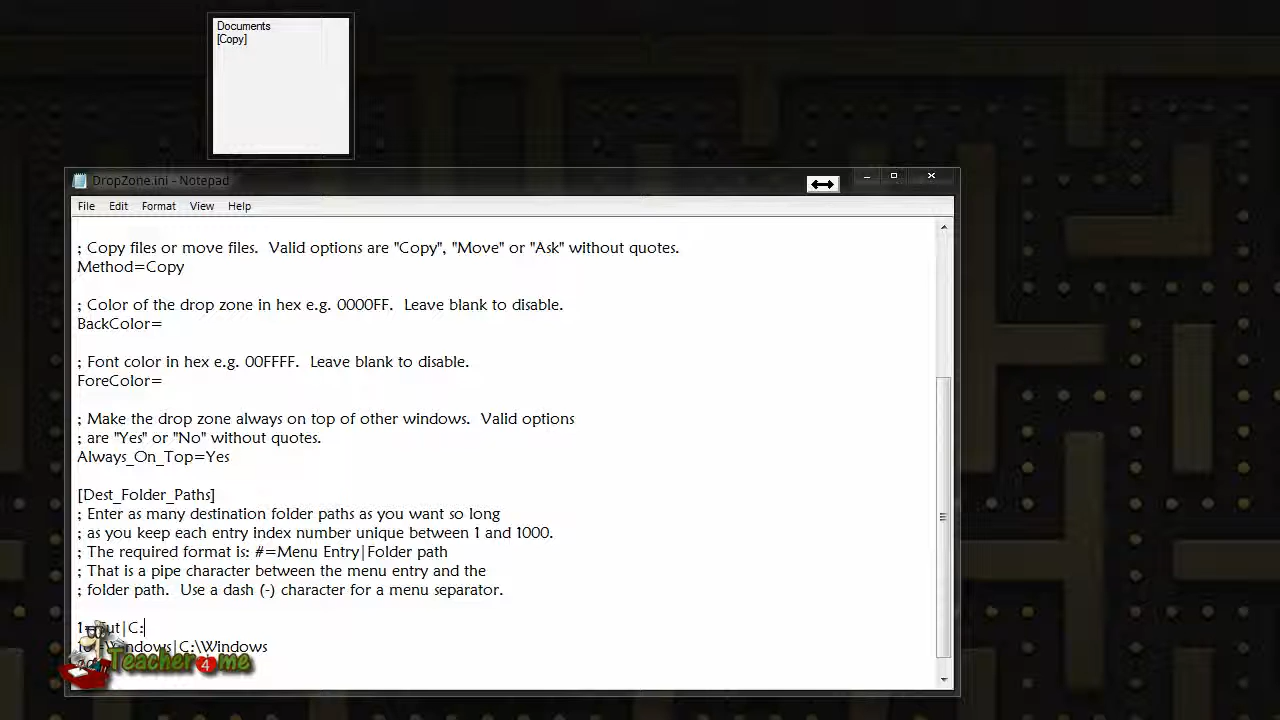 Documents
[Copy]
DropZone.ini - Notepad
File Edit Format View Help
; Copy files or move files.  Valid options are "Copy", "Move" or "Ask" without quotes.
Method=Copy
; Color of the drop zone in hex e.g. 0000FF.  Leave blank to disable.
BackColor=
; Font color in hex e.g. 00FFFF.  Leave blank to disable.
ForeColor=
; Make the drop zone always on top of other windows.  Valid options
; are "Yes" or "No" without quotes.
Always_On_Top=Yes
[Dest_Folder_Paths]
; Enter as many destination folder paths as you want so long
; as you keep each entry index number unique between 1 and 1000.
; The required format is: #=Menu Entry|Folder path
; That is a pipe character between the menu entry and the
; folder path.  Use a dash (-) character for a menu separator.
|C:
|C:\Windows
Teacher4me